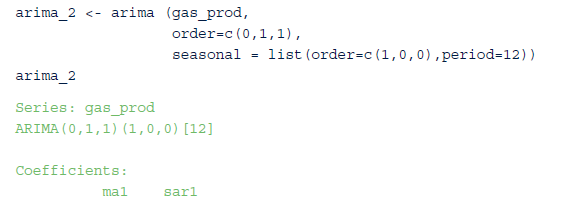 arima_2 <- arima (gas_prod,
order=c(0,1,1),
seasonal = list(order=c(1,0,0),period=12))
arima_2
Series: gas_prod
ARIMA(0,1,1)(1,0,0)[12]
Coefficients:
ma1 sar1